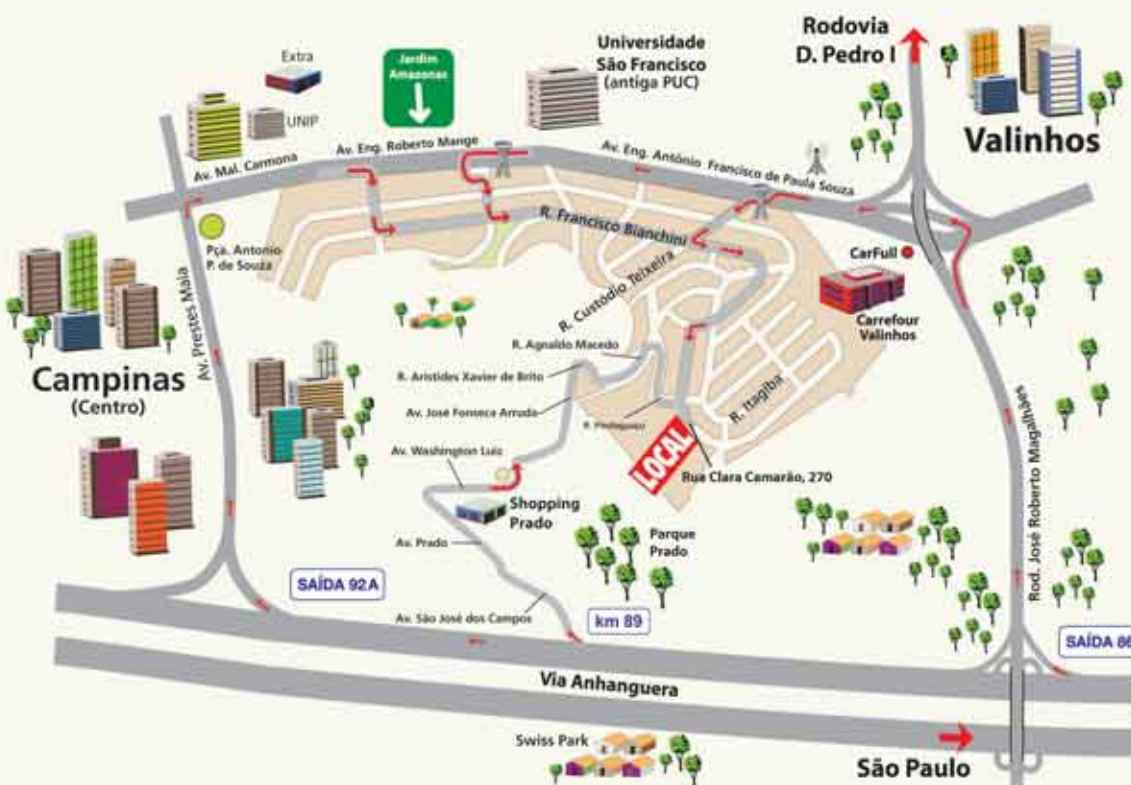 Rodovia
D. Pedro I
Universidade
São Francisco
(antiga PUC)
Extra
Jardim
Amazonas
UNIP
Valinhos
Av. Mal. Carmona
Av. Eng. Roberto Mange
Av. Eng. António Francisco de Paula Souza
Pça. Antonio
P. de Souza
R. Francisco Bianchini
CarFull
Carrefour
Valinhos
R. Custódio Teixeira
Av. Prestes Maia
R. Agnaldo Macedo
R. Aristides Xavier de Brito
Campinas
(Centro)
Av. José Fonseca Arruda
R. Itagiba
LOCAL
Rua Clara Camarão, 270
Av. Washington Luiz
Shopping
Prado
Parque
Prado
Av. Prado
Rod. José Roberto Magalhães
SAÍDA 92A
Av. São José dos Campos
km 89
SAÍDA 86
Via Anhanguera
Swiss Park
São Paulo